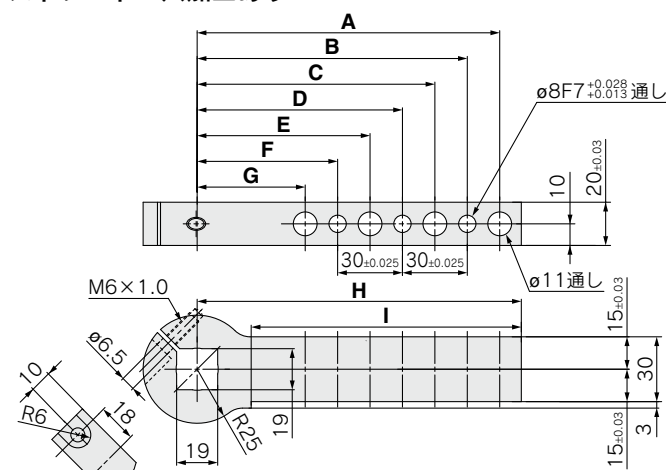 A
B
C
D
E
F
G
ø8F7 +0.028 +0.013 通し
10
20±0.03
30±0.025
30±0.025
ø11通し
M6×1.0
H
I
ø6.5
15±0.03
30
3
15±0.03
10
R6
18
19
19
R25